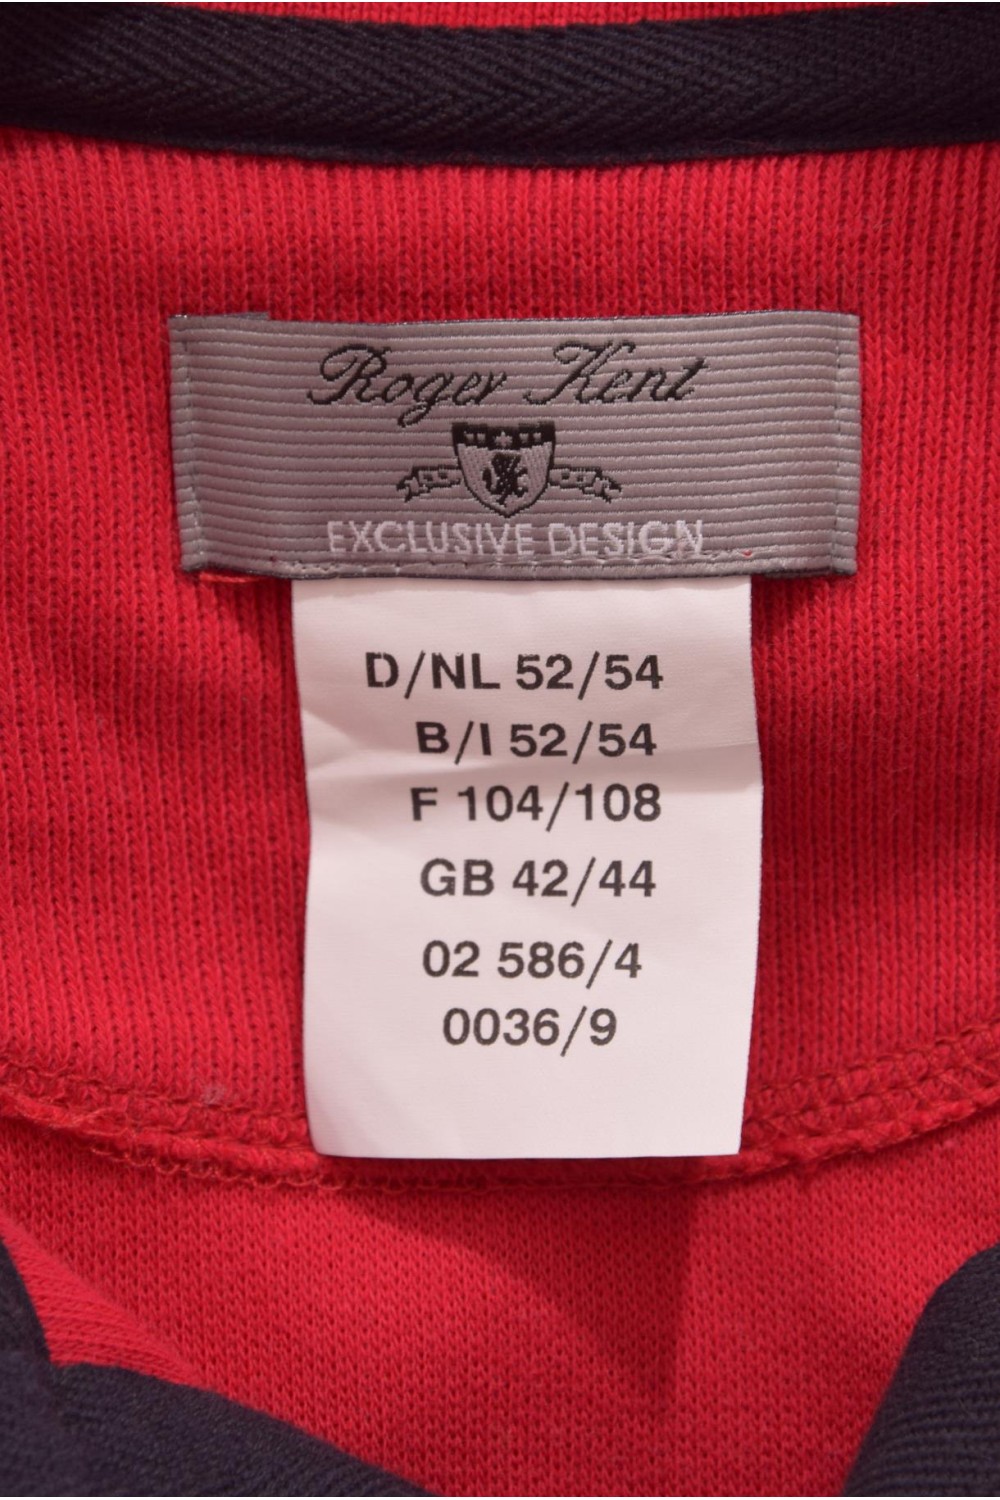 Roger Kent
EXCLUSIVE DESIGN
D/NL 52/54
B/I 52/54
F 104/108
GB 42/44
02 586/4
0036/9